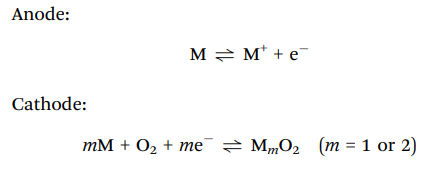 Anode:
M ⇌ M⁺ + e⁻
Cathode:
mM + O₂ + me⁻ ⇌ MₘO₂ (m = 1 or 2)